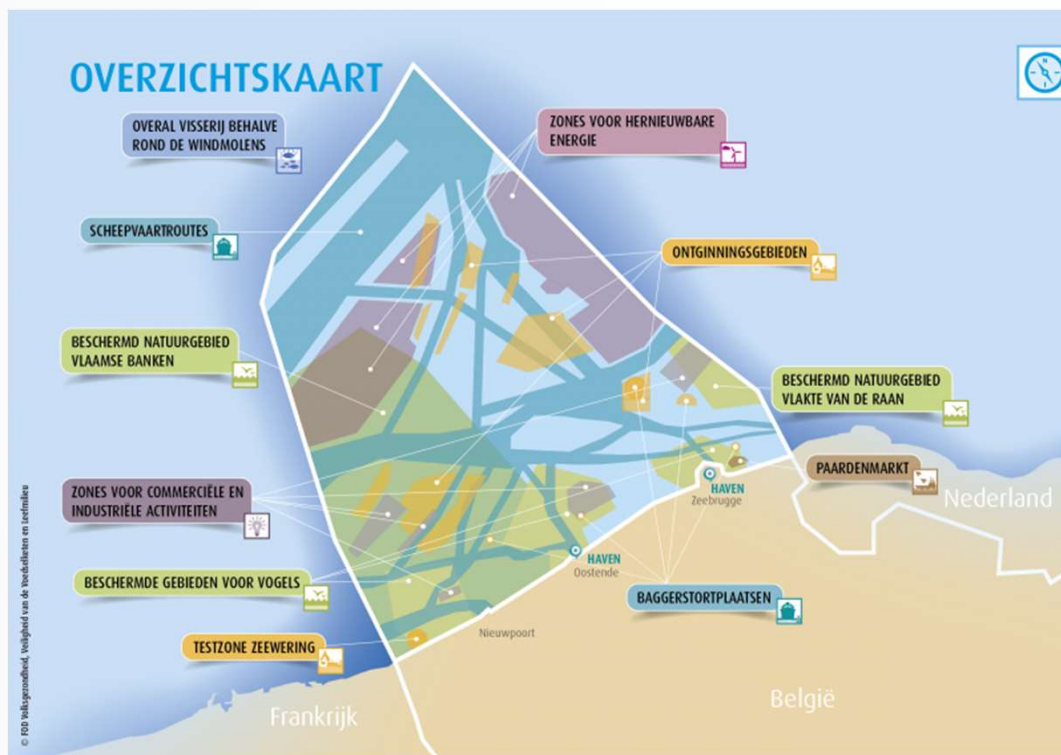 OVERZICHTSKAART
OVERAL VISSERIJ BEHALVE
ROND DE WINDMOLENS
ZONES VOOR HERNIEUWBARE
ENERGIE
SCHEEPVAARTROUTES
ONTGINNINGSGEBIEDEN
BESCHERMD NATUURGEBIED
VLAAMSE BANKEN
BESCHERMD NATUURGEBIED
VLAKTE VAN DE RAAN
PAARDENMARKT
HAVEN
Zeebrugge
Nederland
ZONES VOOR COMMERCIËLE EN
INDUSTRIËLE ACTIVITEITEN
HAVEN
Oostende
BESCHERMDE GEBIEDEN VOOR VOGELS
BAGGERSTORTPLAATSEN
Nieuwpoort
TESTZONE ZEEWERING
België
Frankrijk
© FOD Volksgezondheid, Veiligheid van de Voedselketen en Leefmilieu